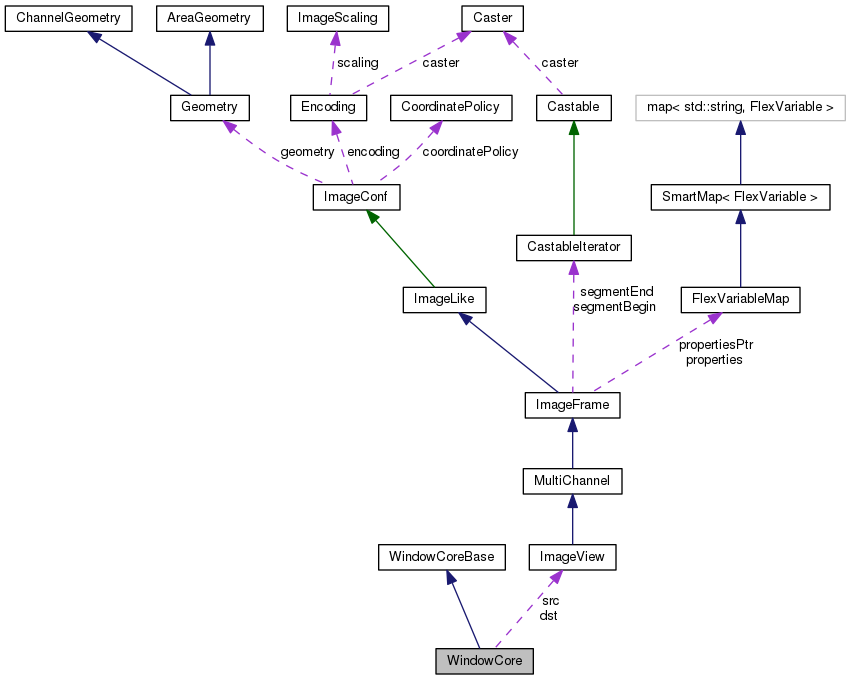 ChannelGeometry
AreaGeometry
ImageScaling
Caster
scaling
caster
caster
Geometry
Encoding
CoordinatePolicy
Castable
map< std::string, FlexVariable >
geometry
encoding
coordinatePolicy
ImageConf
SmartMap< FlexVariable >
CastableIterator
ImageLike
segmentEnd
segmentBegin
FlexVariableMap
propertiesPtr
properties
ImageFrame
MultiChannel
WindowCoreBase
ImageView
src
dst
WindowCore